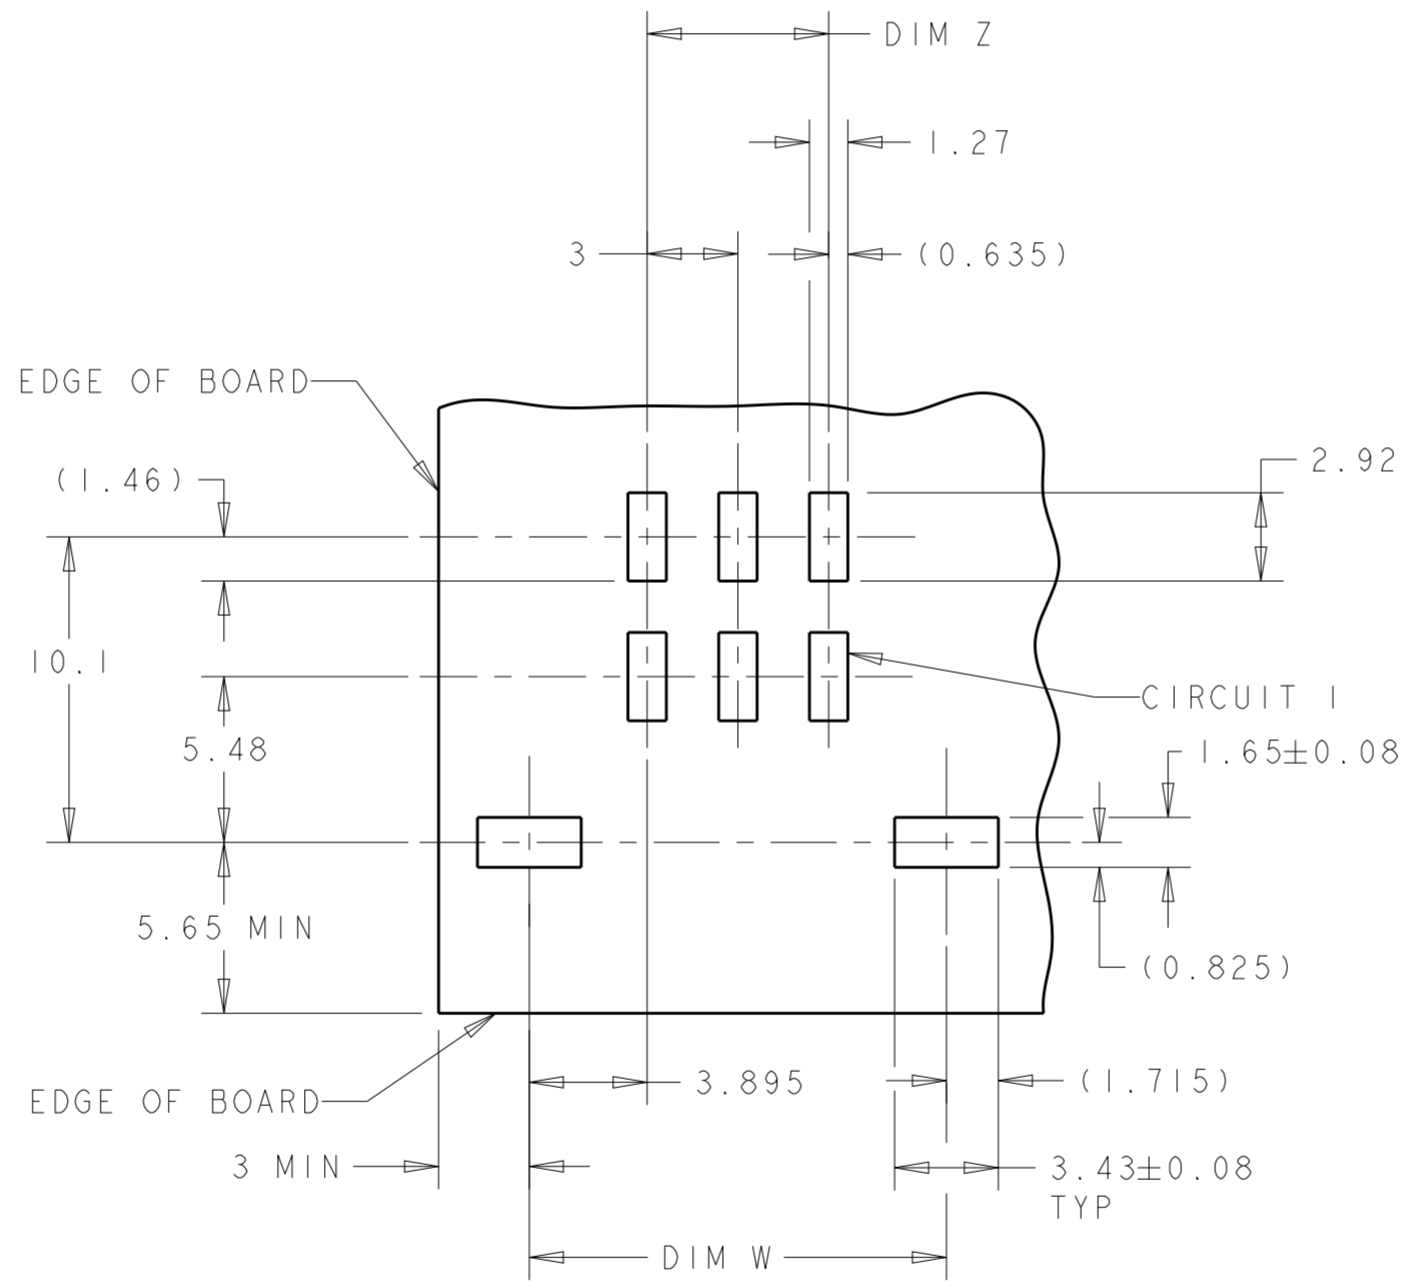 DIM Z
1.27
3
(0.635)
EDGE OF BOARD
2.92
(1.46)
10.1
CIRCUIT 1
5.48
1.65±0.08
5.65 MIN
(0.825)
3.895
(1.715)
EDGE OF BOARD
3 MIN
3.43±0.08
TYP
DIM W